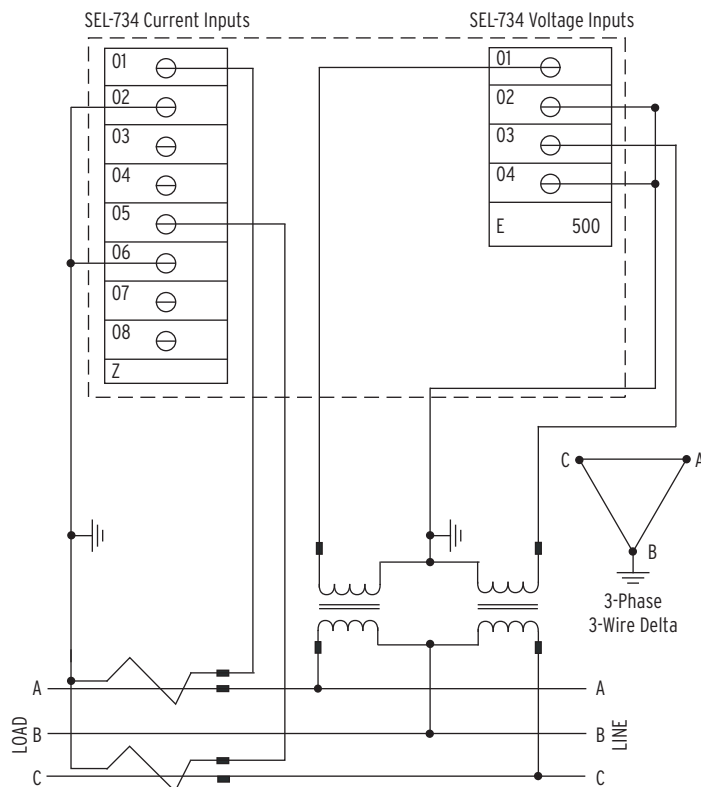 SEL-734 Current Inputs
01
02
03
04
05
06
07
08
Z
SEL-734 Voltage Inputs
01
02
03
04
E 500
C A
B
3-Phase
3-Wire Delta
LOAD
A A
B B
C C
LINE